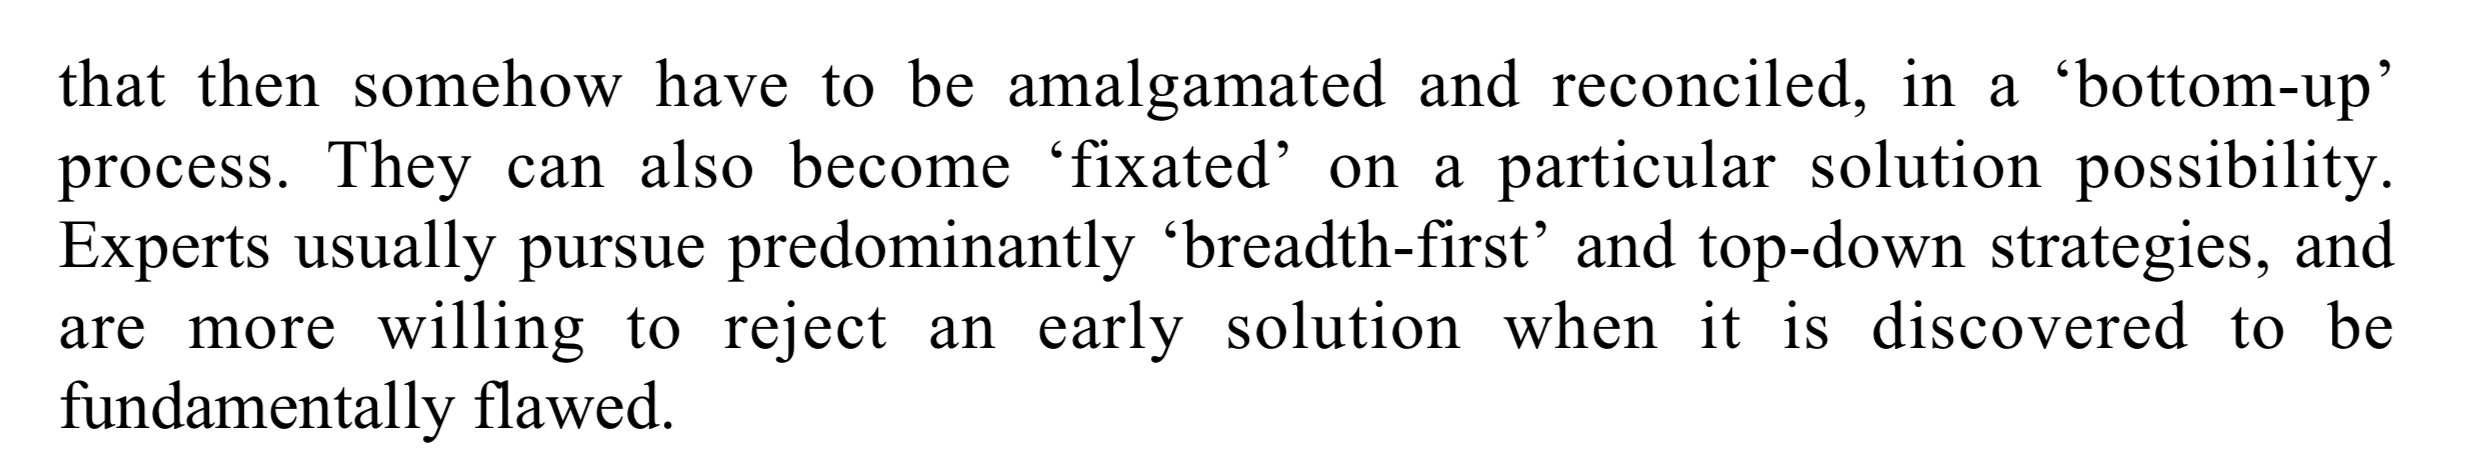 that then somehow have to be amalgamated and reconciled, in a ‘bottom-up’
process. They can also become ‘fixated’ on a particular solution possibility.
Experts usually pursue predominantly ‘breadth-first’ and top-down strategies, and
are more willing to reject an early solution when it is discovered to be
fundamentally flawed.